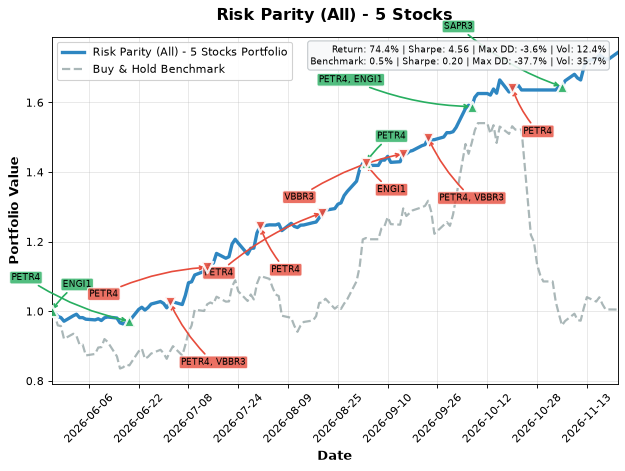 Risk Parity (All) - 5 Stocks
SAPR3
Risk Parity (All) - 5 Stocks Portfolio
Buy & Hold Benchmark
Return: 74.4% | Sharpe: 4.56 | Max DD: -3.6% | Vol: 12.4%
Benchmark: 0.5% | Sharpe: 0.20 | Max DD: -37.7% | Vol: 35.7%
PETR4, ENGI1
PETR4
PETR4
ENGI1
VBBR3
PETR4, VBBR3
PETR4
PETR4
PETR4
ENGI1
PETR4
PETR4, VBBR3
Portfolio Value
1.6
1.4
1.2
1.0
0.8
2026-06-06
2026-06-22
2026-07-08
2026-07-24
2026-08-09
2026-08-25
2026-09-10
2026-09-26
2026-10-12
2026-10-28
2026-11-13
Date